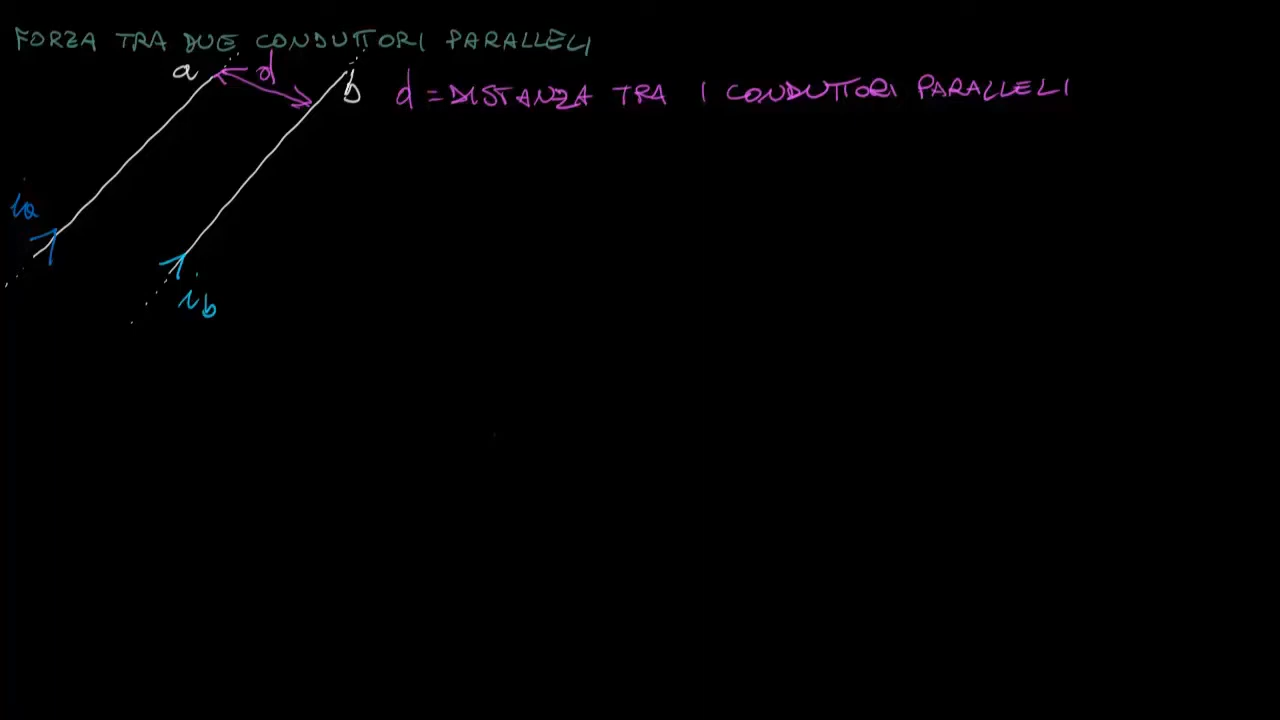 FORZA TRA DUE CONDUTTORI PARALLELI
a d b
d = DISTANZA TRA I CONDUTTORI PARALLELI
ia
ib